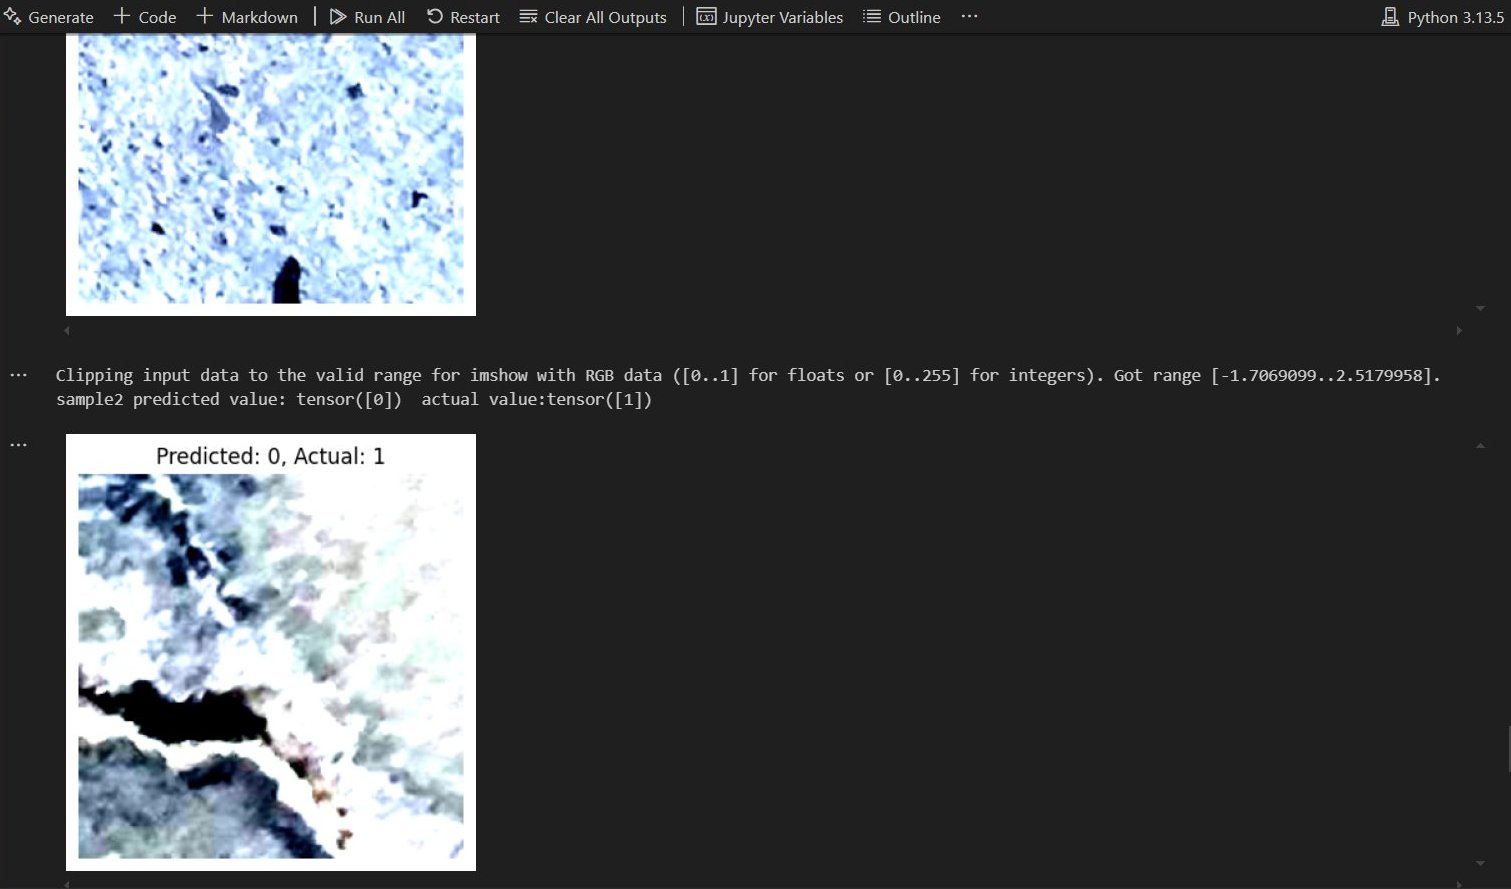 Generate + Code + Markdown | Run All Restart Clear All Outputs | (x) Jupyter Variables Outline ... Python 3.13.5
... Clipping input data to the valid range for imshow with RGB data ([0..1] for floats or [0..255] for integers). Got range [-1.7069099..2.5179958].
sample2 predicted value: tensor([0])  actual value:tensor([1])
...
Predicted: 0, Actual: 1